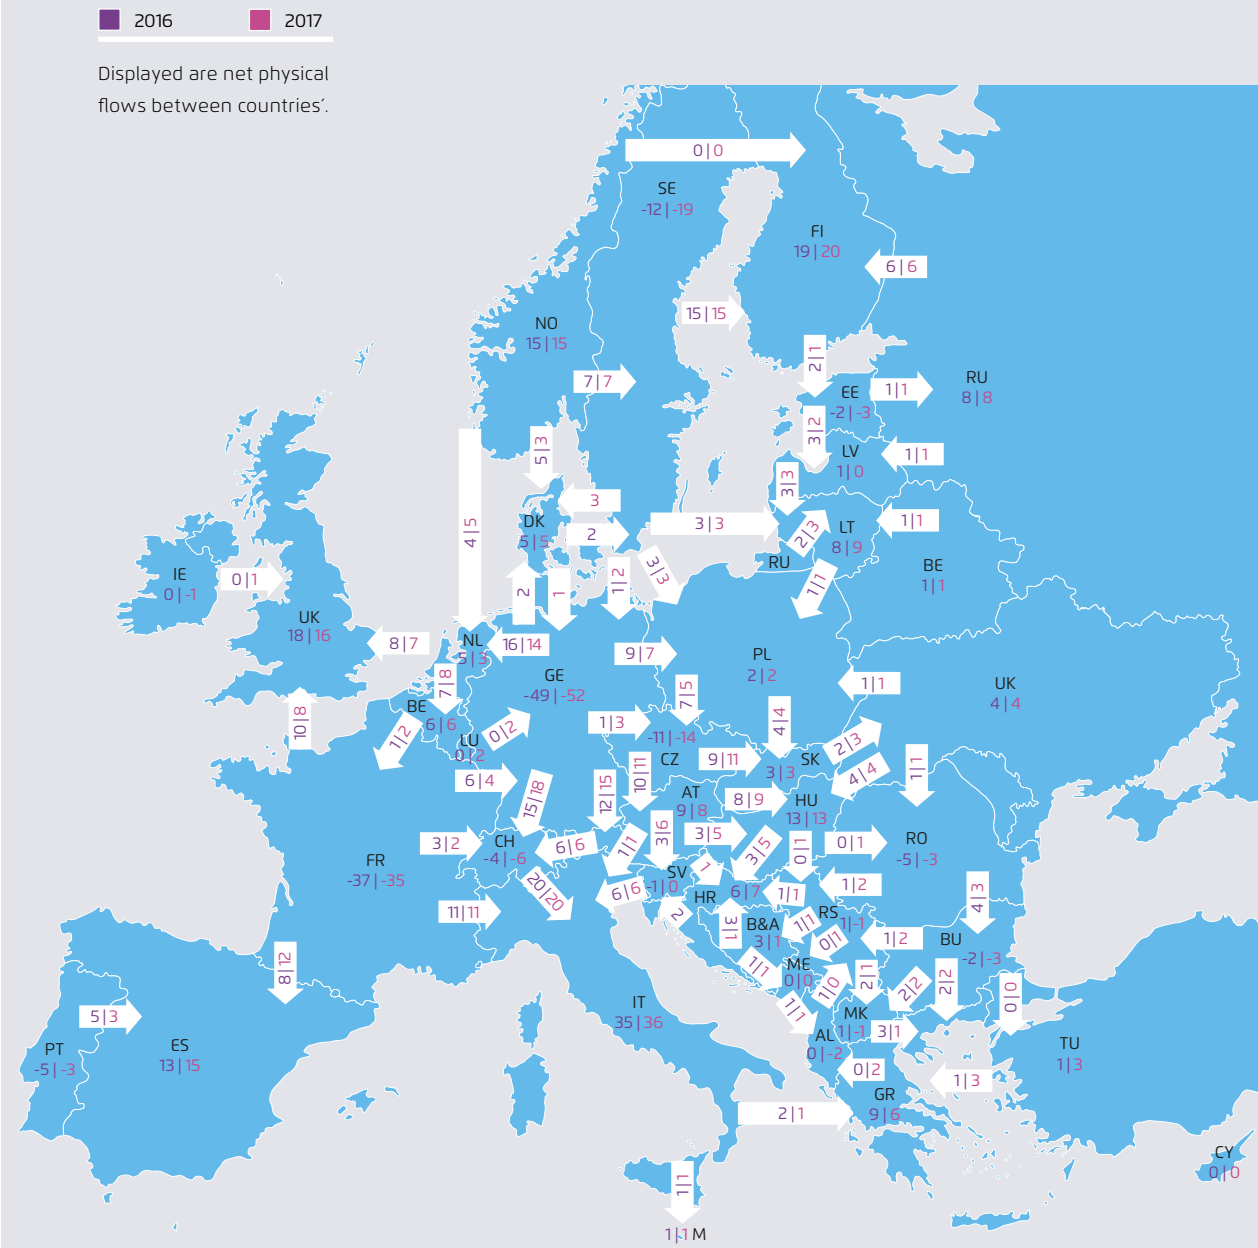 2016 2017
Displayed are net physical
flows between countries′.
0|0
SE
-12|-19
FI
19|20
6|6
15|15
NO
15|15
2|1
7|7
RU
8|8
1|1
EE
-2|-3
3|2
5|3
LV
1|0
1|1
3|3
3
4|5
DK
5|5
2
3|3
2|3
LT
8|9
1|1
RU
BE
1|1
IE
0|-1
0|1
2
1
1|2
3|3
1|1
UK
18|16
8|7
NL
5|3
16|14
9|7
PL
2|2
7|8
GE
-49|-52
1|1
UK
4|4
10|8
BE
6|6
1|2
LU
0|2
0|2
1|3
7|5
-11|-14
CZ
4|4
2|3
9|11
SK
3|3
4|4
1|1
6|4
15|18
12|15
10|11
AT
9|8
8|9
HU
13|13
3|2
CH
-4|-6
6|6
1|1
3|6
3|5
3|5
0|1
0|1
RO
-5|-3
FR
-37|-35
20|20
6|6
SV
-1|0
1
HR
6|7
1|1
1|2
4|3
11|11
2
3|1
B&A
3|1
1|1
RS
1|-1
0|1
1|2
BU
-2|-3
8|12
1|1
ME
0|0
1|0
2|1
2|2
2|2
0|0
5|3
IT
35|36
1|1
MK
1|-1
3|1
PT
-5|-3
ES
13|15
AL
0|-2
0|2
1|3
TU
1|3
2|1
GR
9|6
CY
0|0
1|1
1|1 M